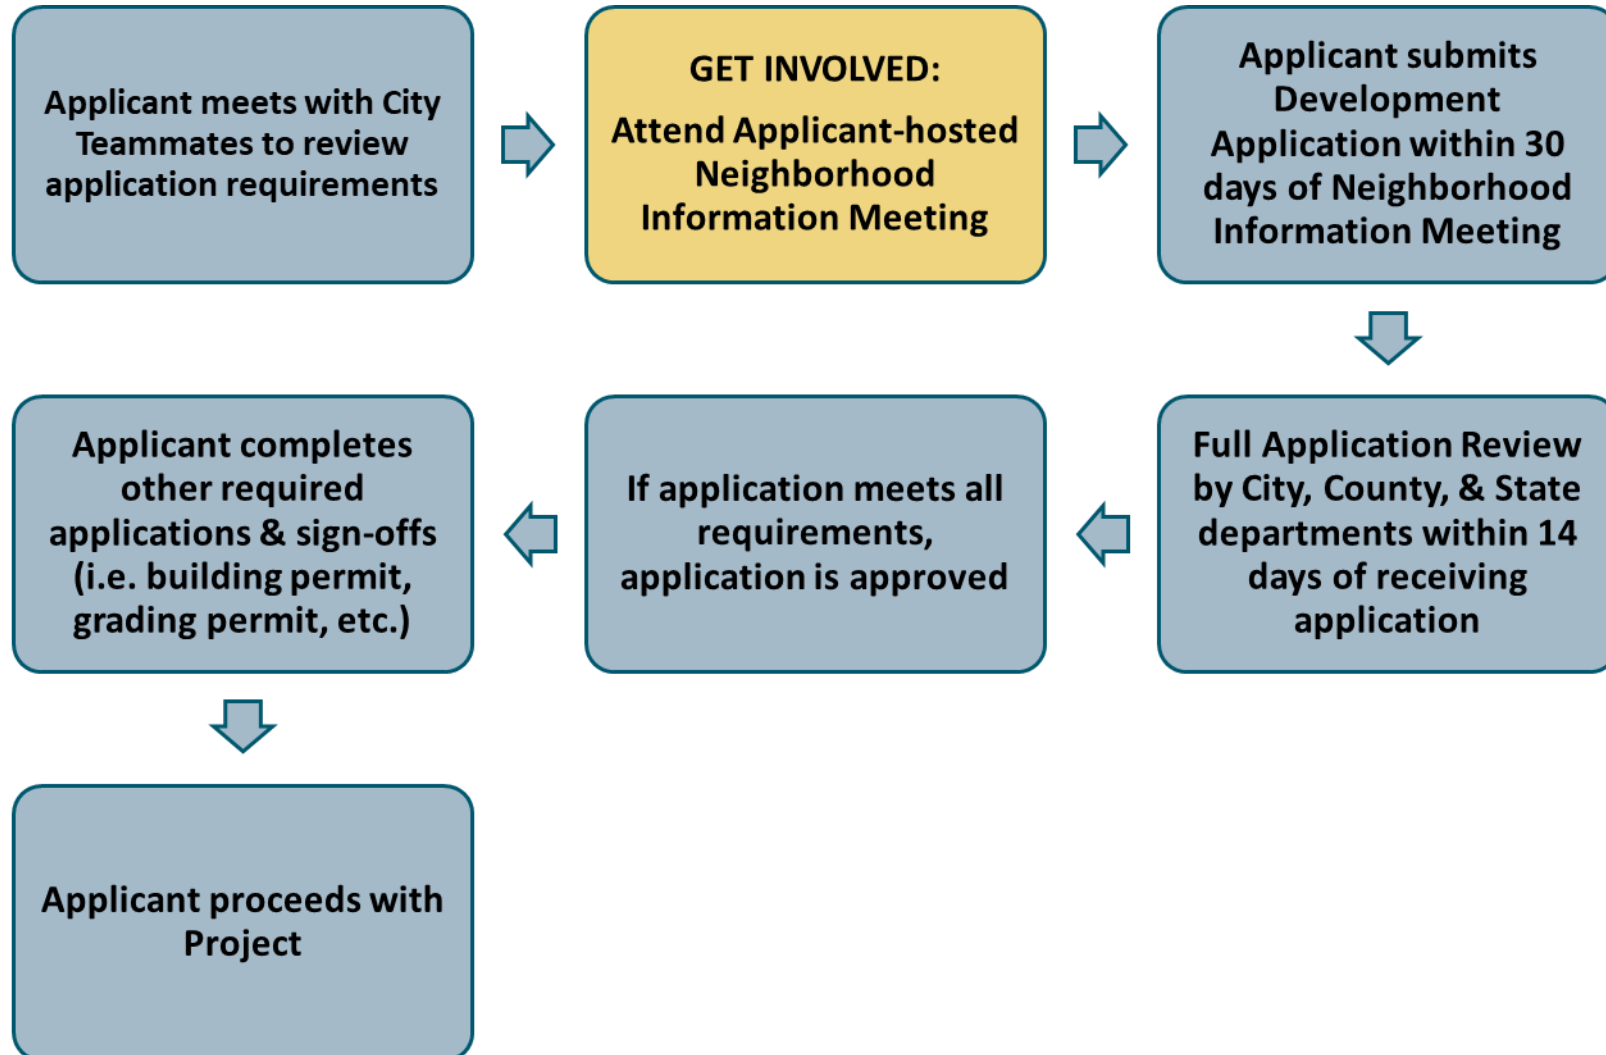 Applicant meets with City
Teammates to review
application requirements
GET INVOLVED:
Attend Applicant-hosted
Neighborhood
Information Meeting
Applicant submits
Development
Application within 30
days of Neighborhood
Information Meeting
Full Application Review
by City, County, & State
departments within 14
days of receiving
application
If application meets all
requirements,
application is approved
Applicant completes
other required
applications & sign-offs
(i.e. building permit,
grading permit, etc.)
Applicant proceeds with
Project